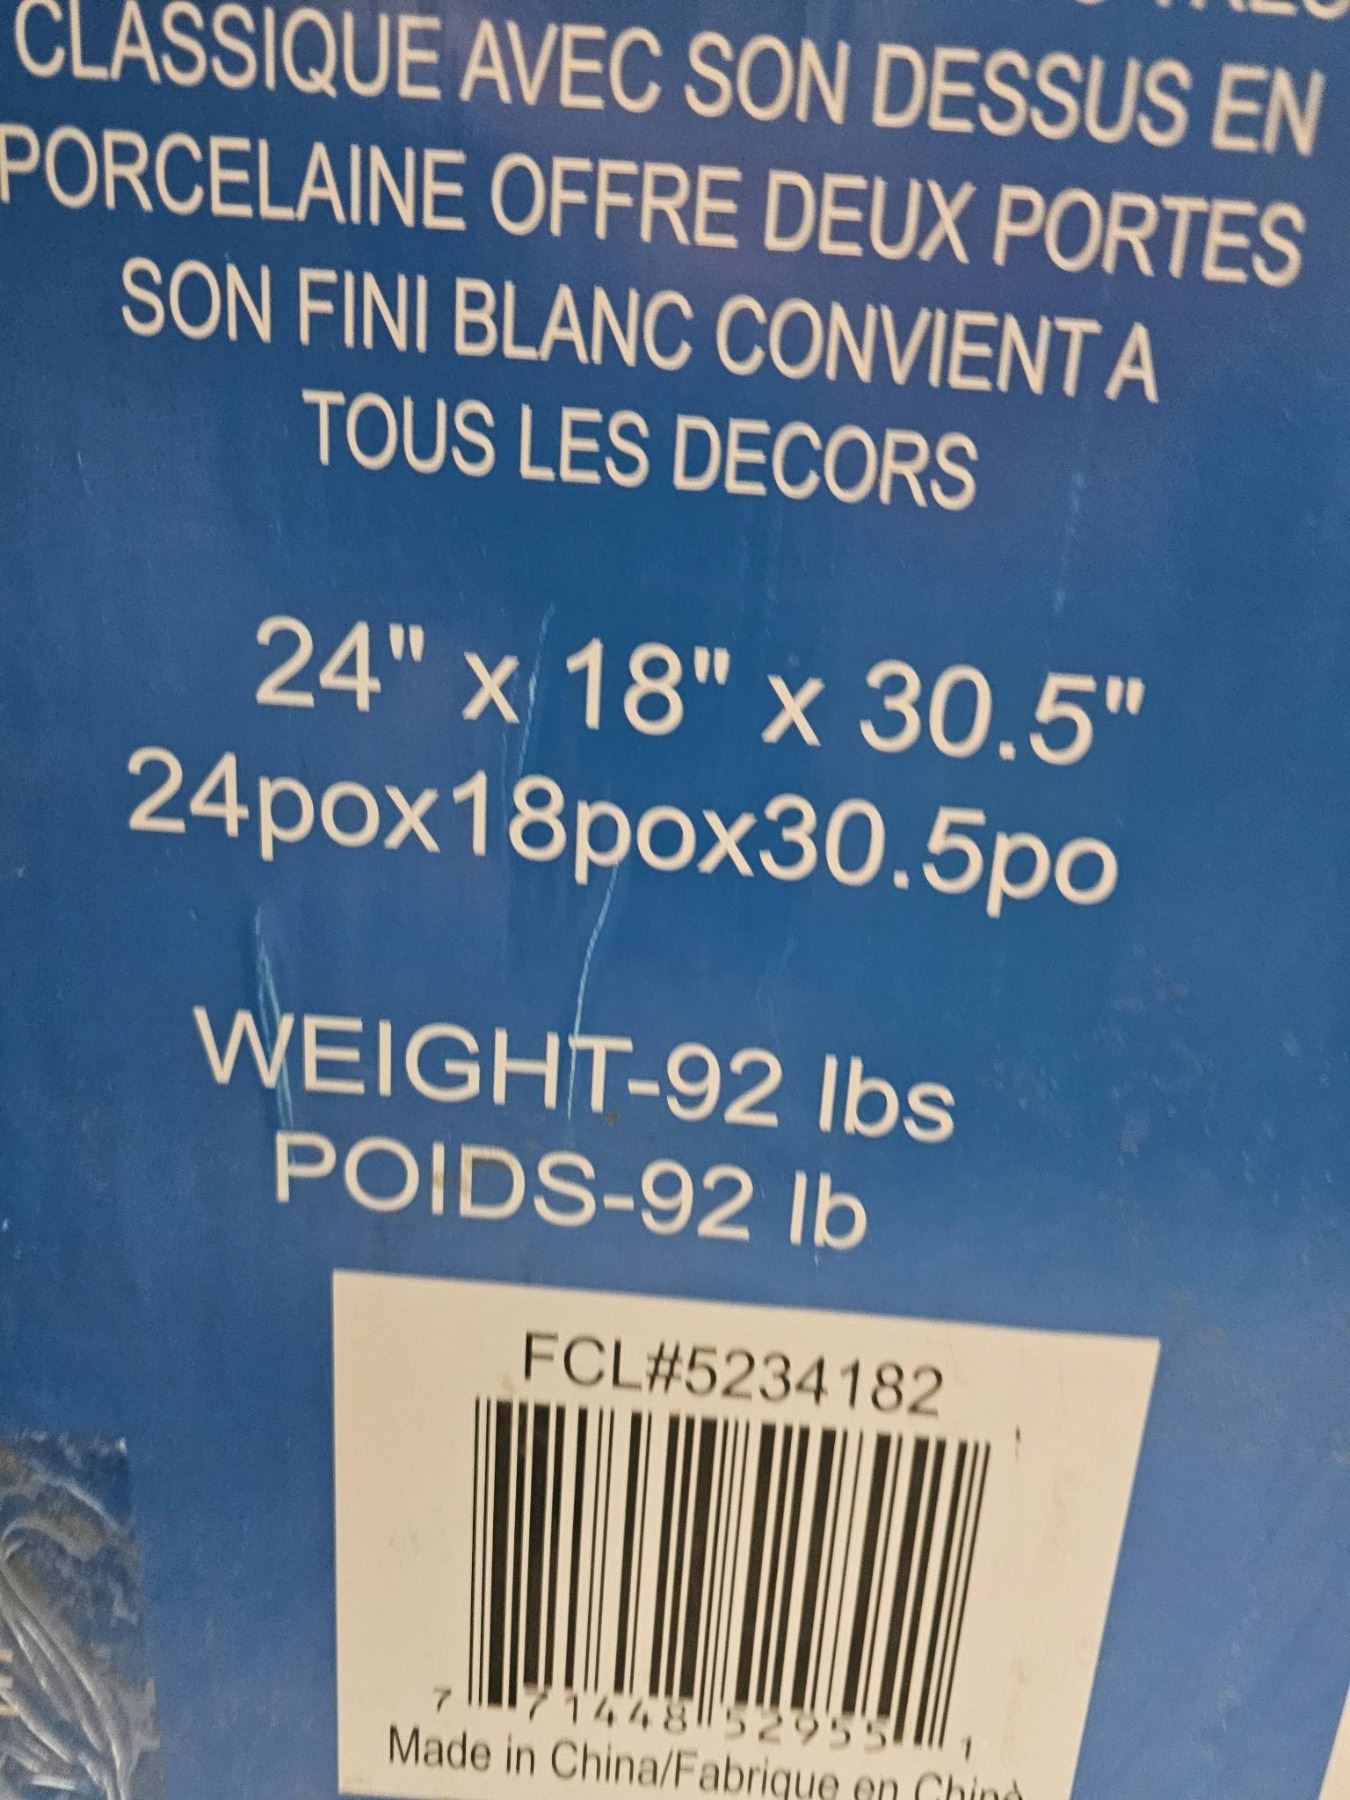 CLASSIQUE AVEC SON DESSUS EN
PORCELAINE OFFRE DEUX PORTES
SON FINI BLANC CONVIENT A
TOUS LES DECORS
24" x 18" x 30.5"
24pox18pox30.5po
WEIGHT-92 lbs
POIDS-92 lb
FCL#5234182
7 71448 52955 1
Made in China/Fabrique en